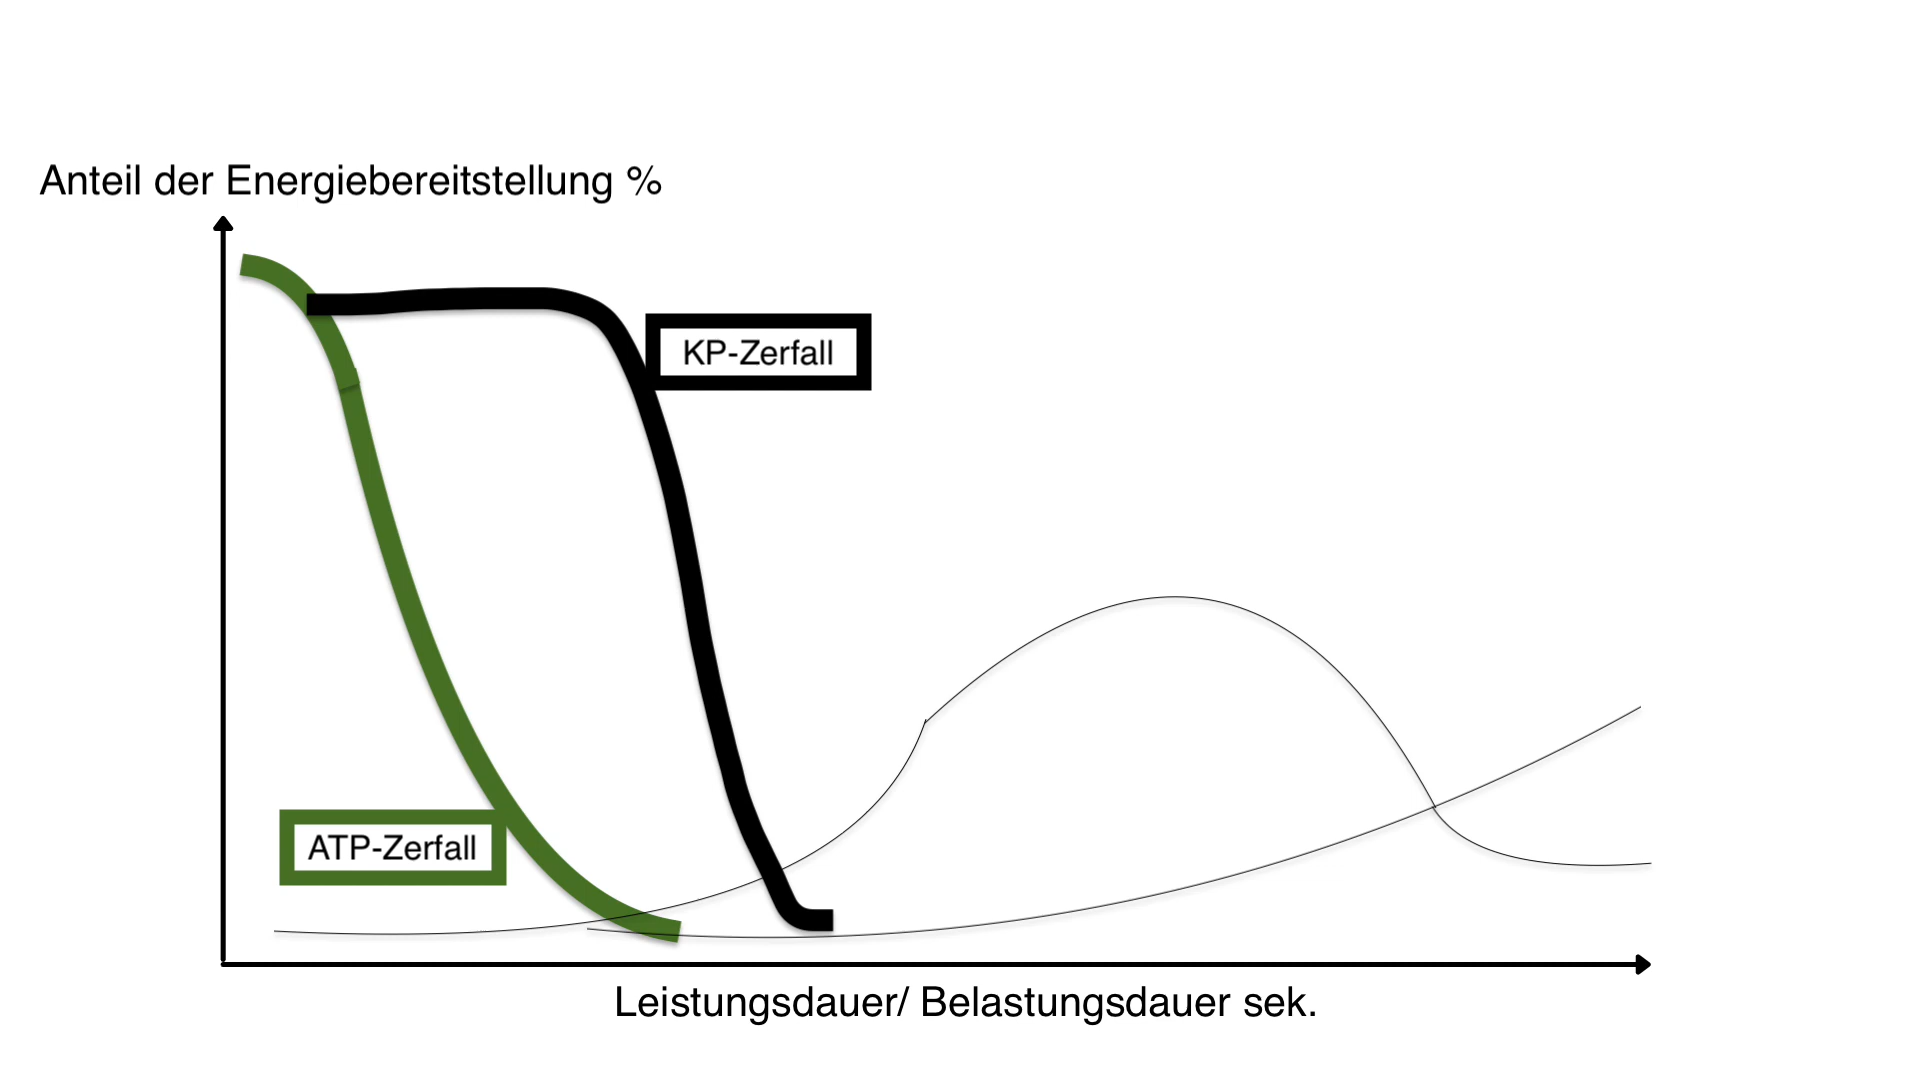 Anteil der Energiebereitstellung %
KP-Zerfall
ATP-Zerfall
Leistungsdauer/ Belastungsdauer sek.